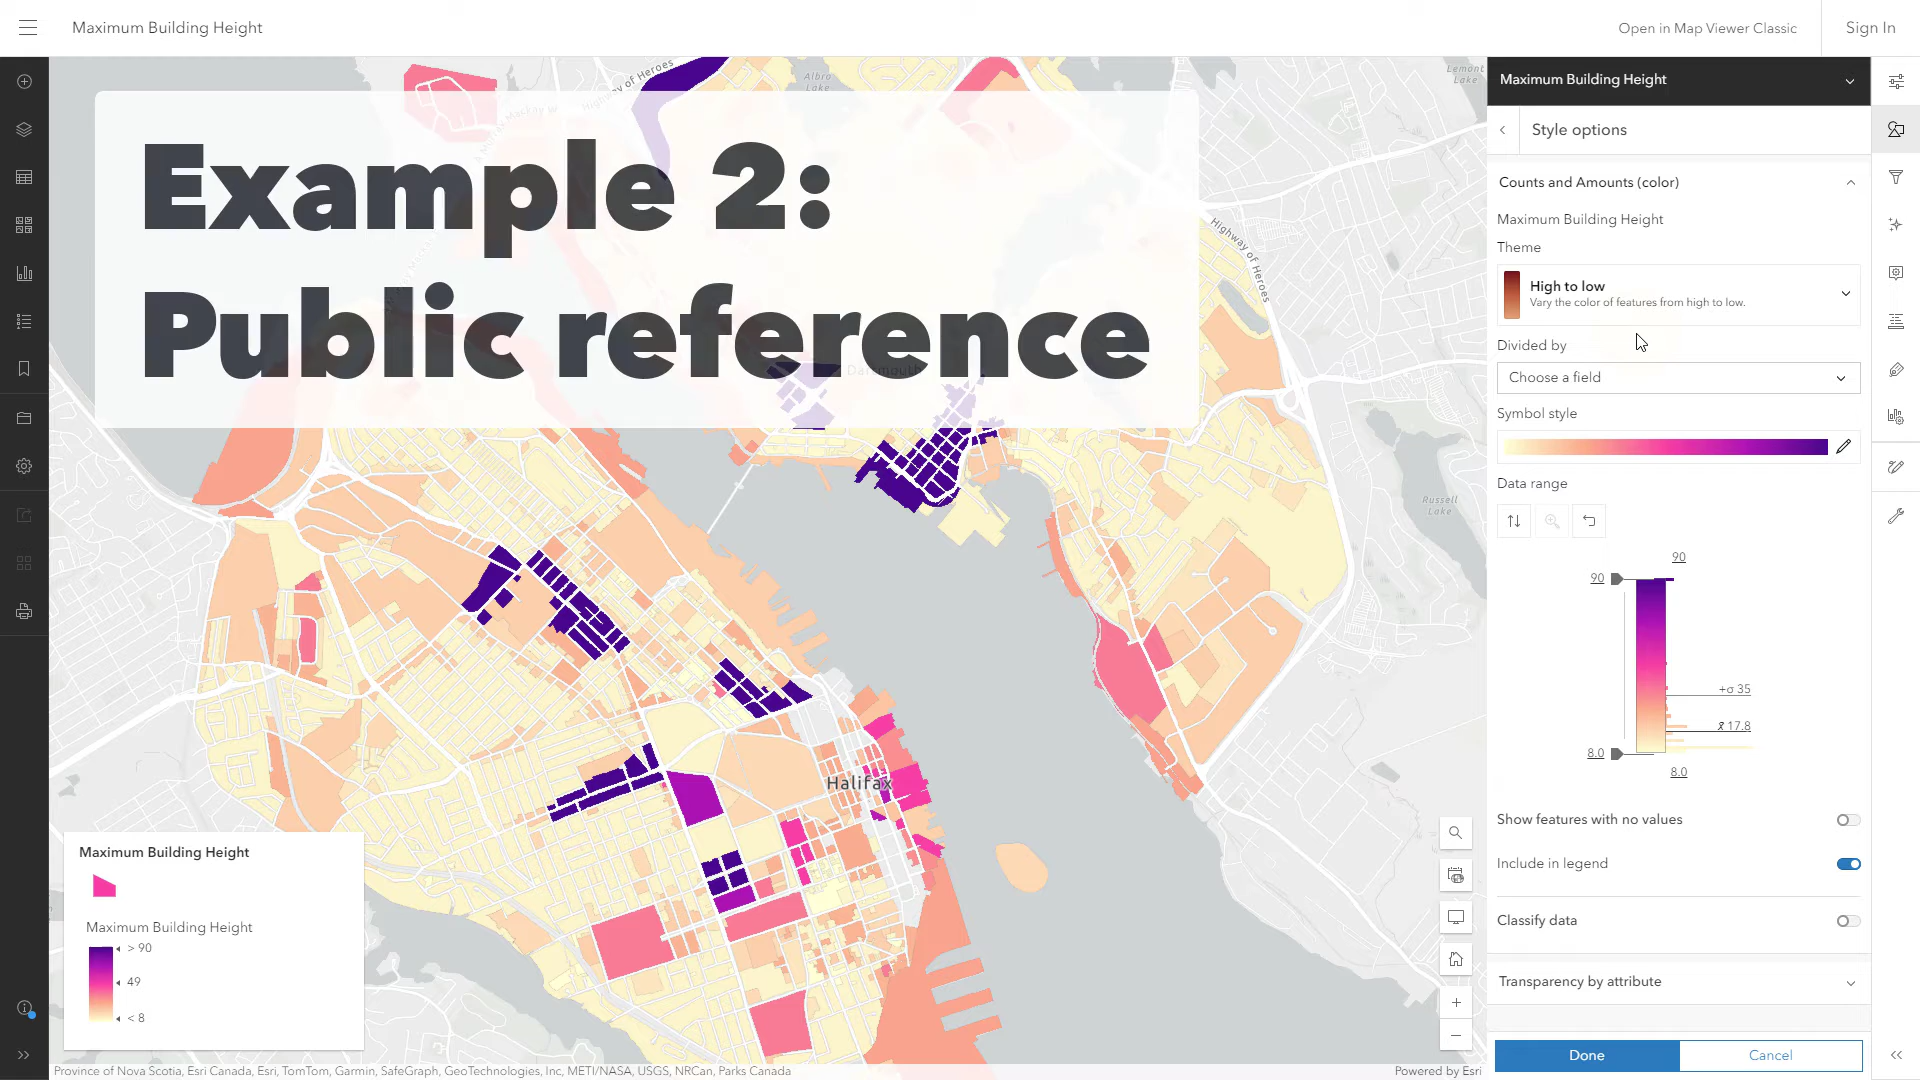 Maximum Building Height
Open in Map Viewer Classic
Sign In
Highway of Heroes
Albro Lake
Lemont Lake
Example 2:
Public reference
Highway of Heroes
Dartmouth
Russell Lake
Halifax
Maximum Building Height
Maximum Building Height
> 90
49
< 8
Province of Nova Scotia, Esri Canada, Esri, TomTom, Garmin, SafeGraph, GeoTechnologies, Inc, METI/NASA, USGS, NRCan, Parks Canada
Powered by Esri
Maximum Building Height
Style options
Counts and Amounts (color)
Maximum Building Height
Theme
High to low
Vary the color of features from high to low.
Divided by
Choose a field
Symbol style
Data range
90
90
+σ 35
x̄ 17.8
8.0
8.0
Show features with no values
Include in legend
Classify data
Transparency by attribute
Done
Cancel